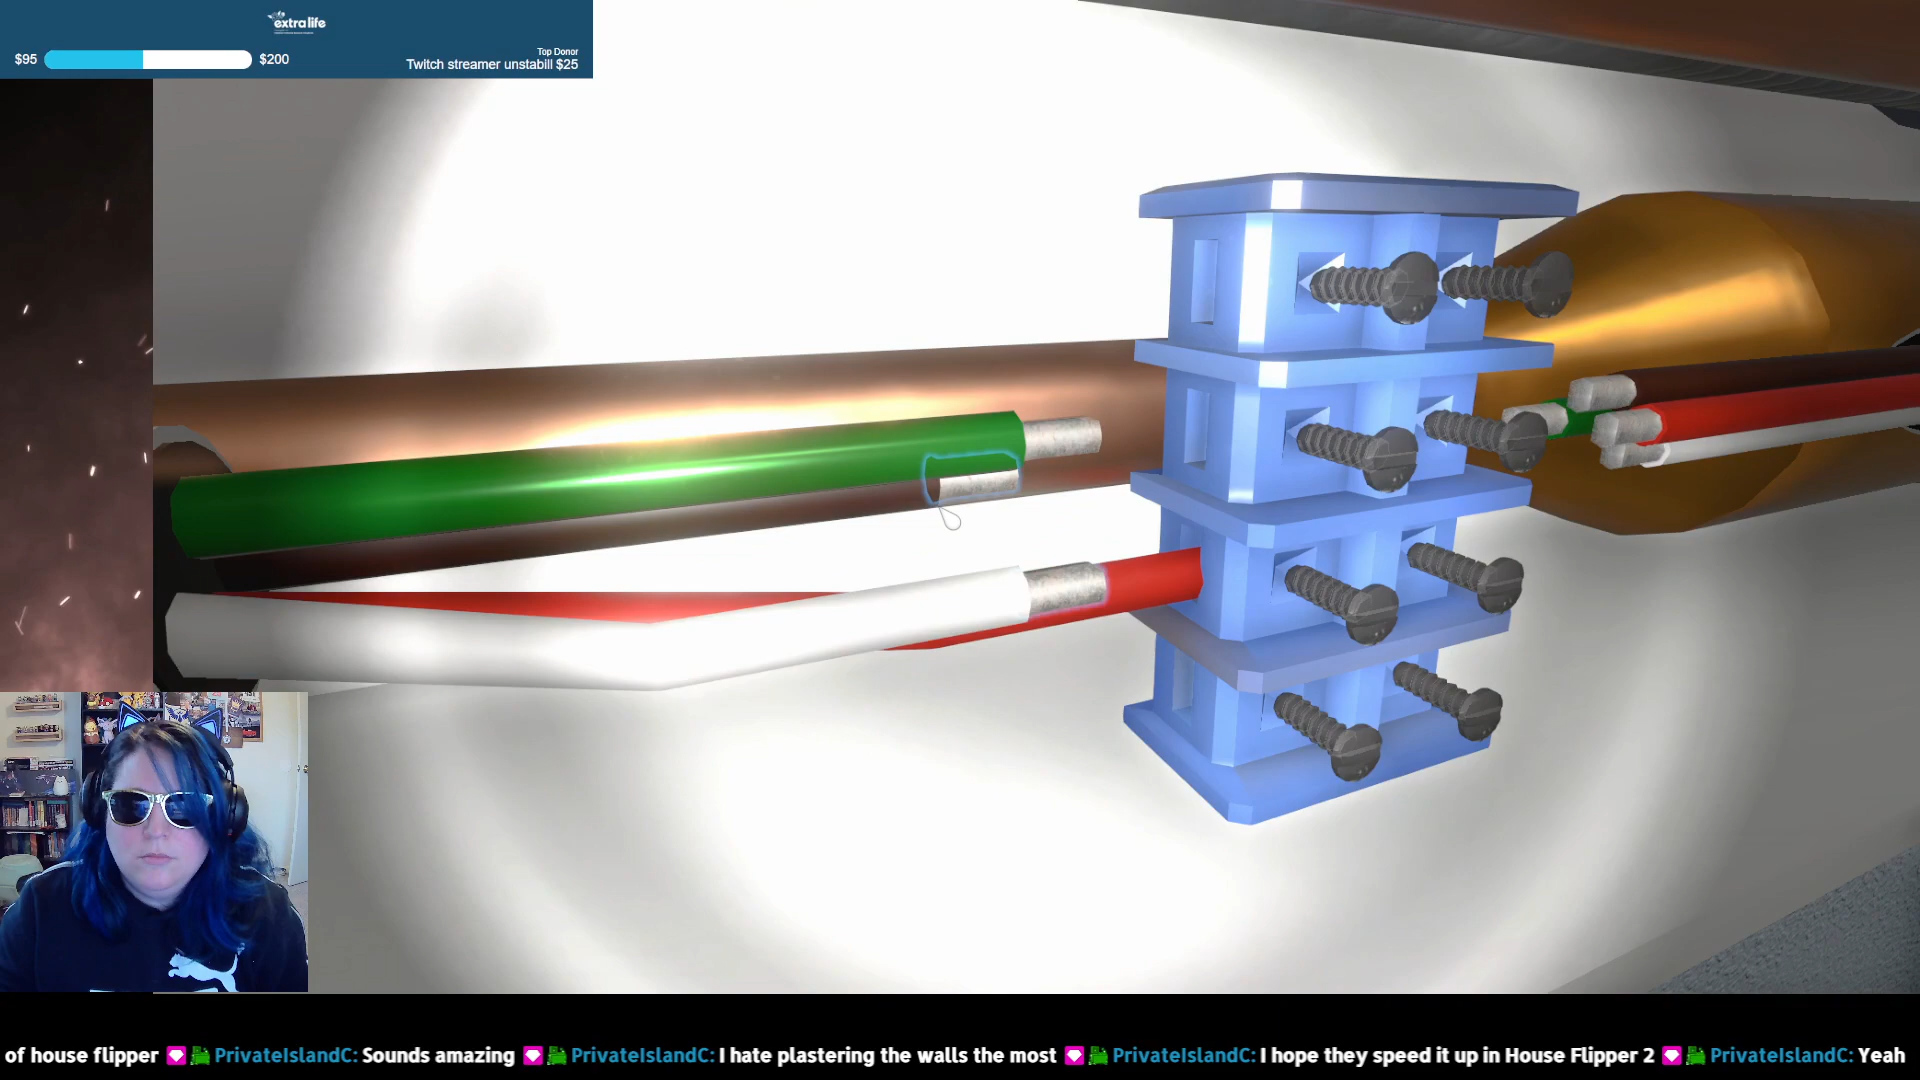 extralife
$95
$200
Top Donor
Twitch streamer unstabill $25
of house flipper PrivateIslandC: Sounds amazing PrivateIslandC: I hate plastering the walls the most PrivateIslandC: I hope they speed it up in House Flipper 2 PrivateIslandC: Yeah